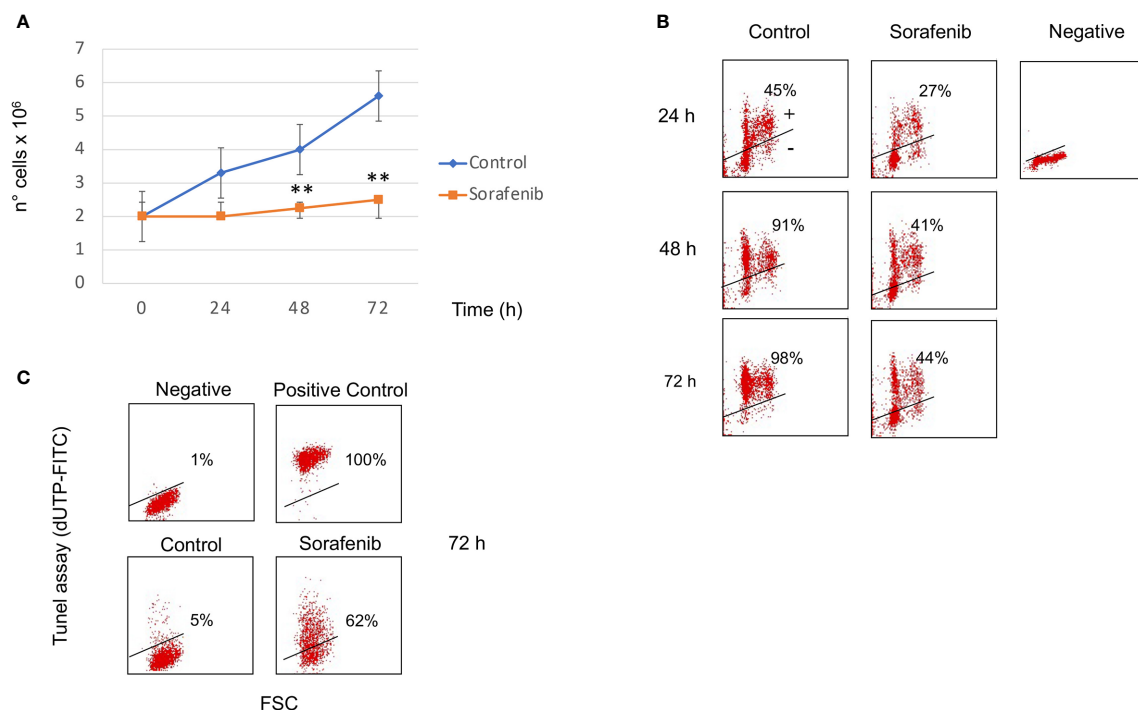 A
n° cells x 10⁶
7
6
5
4
3
2
1
0
**
**
0 24 48 72 Time (h)
Control
Sorafenib
B
Control Sorafenib Negative
24 h
45%
+
-
27%
48 h
91%
41%
72 h
98%
44%
C
Tunel assay (dUTP-FITC)
Negative Positive Control
1%
100%
Control Sorafenib
5%
62%
72 h
FSC